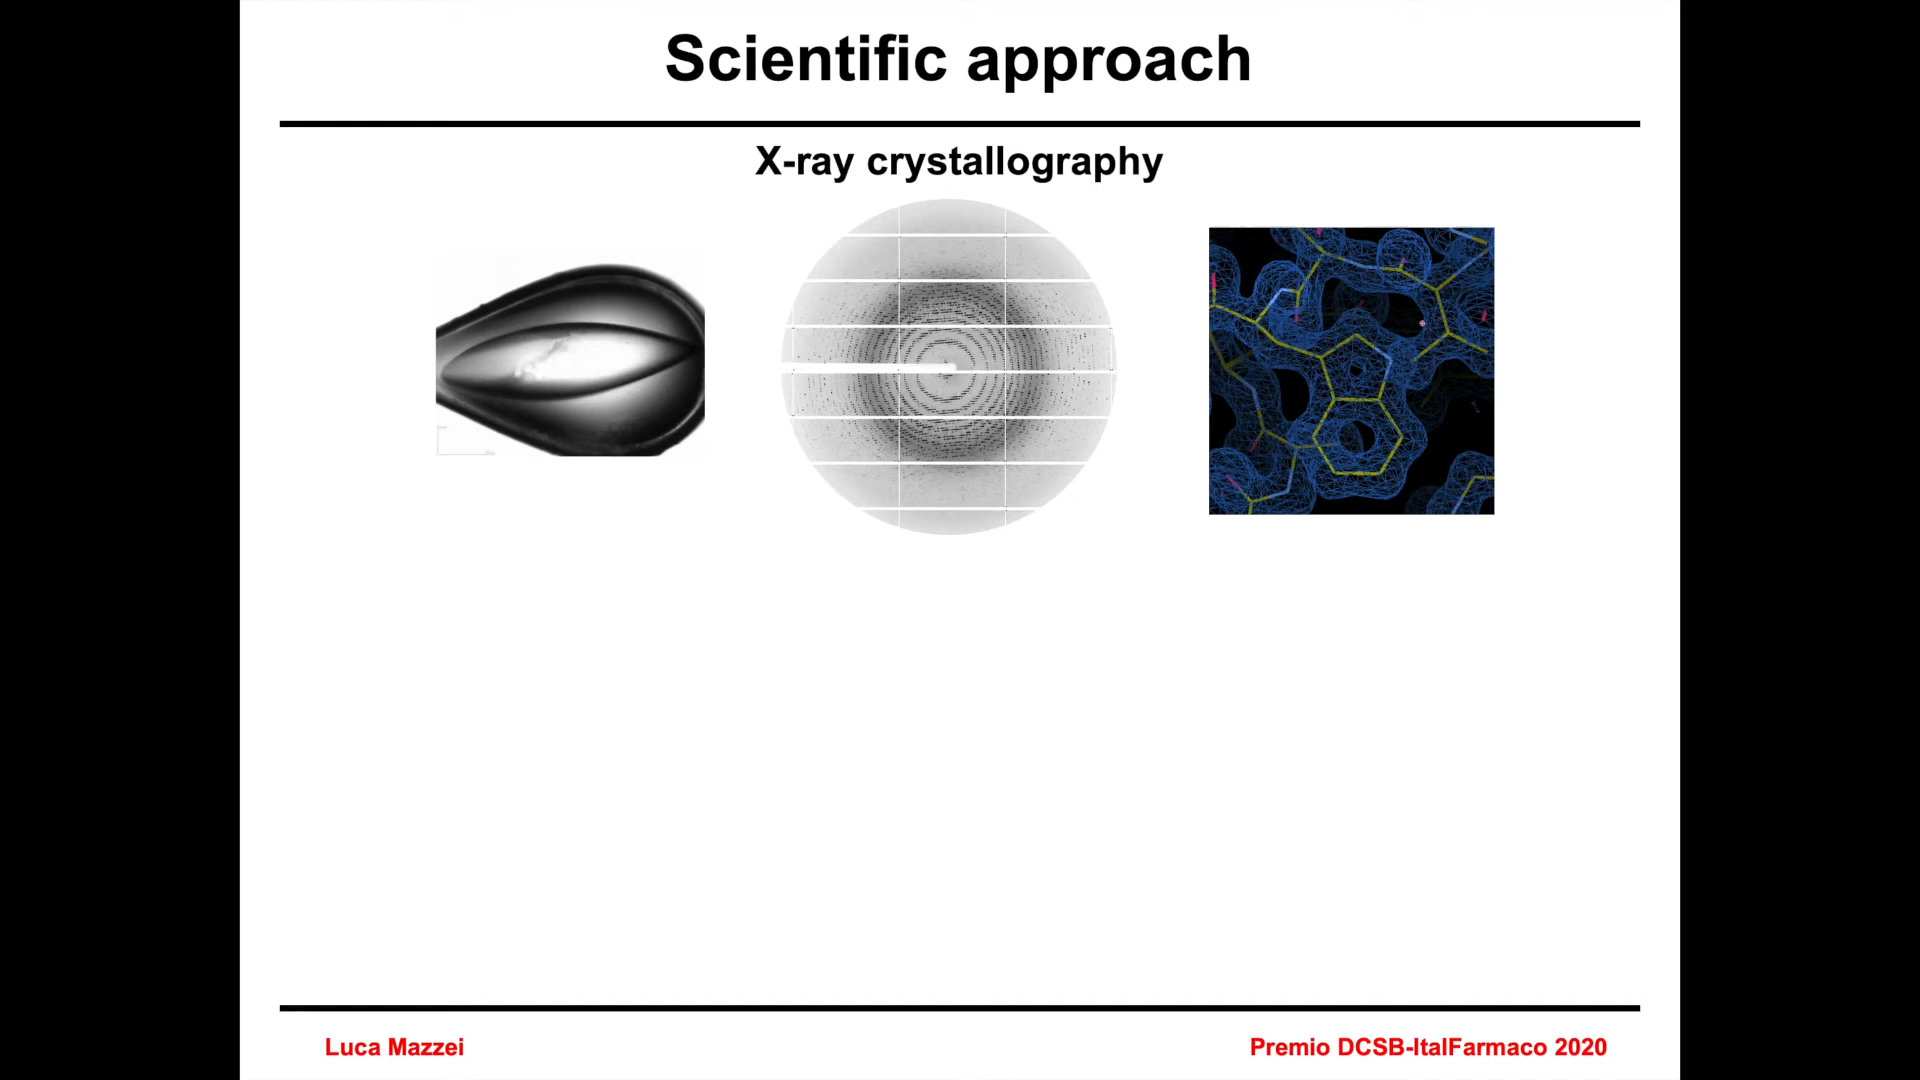 Scientific approach
X-ray crystallography
Luca Mazzei
Premio DCSB-ItalFarmaco 2020